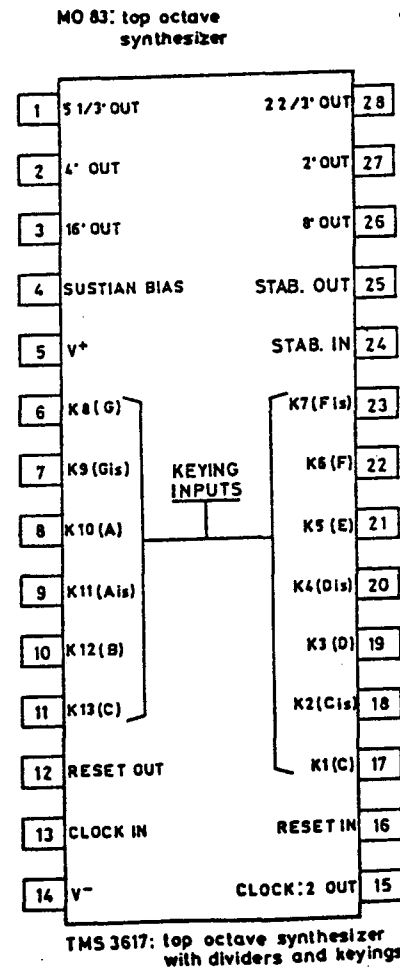 MO 83: top octave
synthesizer
1 5 1/3' OUT 2 2/3' OUT 28
2 4' OUT 2' OUT 27
3 16' OUT 8' OUT 26
4 SUSTIAN BIAS STAB. OUT 25
5 V+ STAB. IN 24
6 K8(G) K7(Fis) 23
7 K9(Gis) KEYING K6(F) 22
INPUTS
8 K10(A) K5(E) 21
9 K11(Ais) K4(Dis) 20
10 K12(B) K3(D) 19
11 K13(C) K2(Cis) 18
K1(C) 17
12 RESET OUT
13 CLOCK IN RESET IN 16
14 V- CLOCK:2 OUT 15
TMS 3617: top octave synthesizer
with dividers and keyings